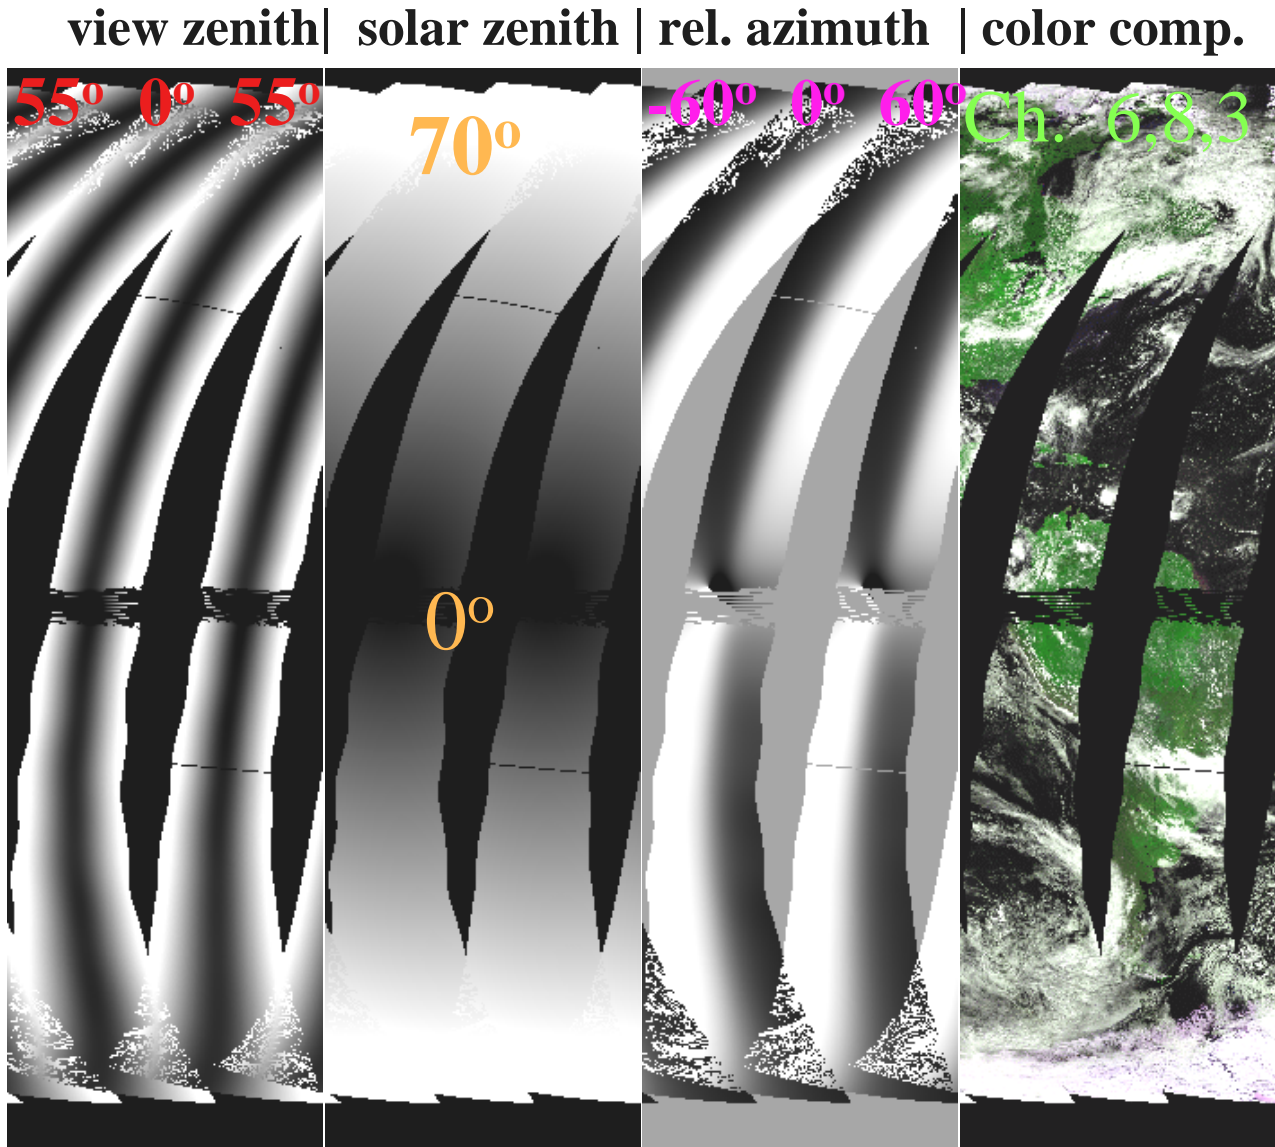 view zenith| solar zenith | rel. azimuth | color comp.
55° 0° 55° -60° 0° 60° Ch. 6,8,3
70°
0°